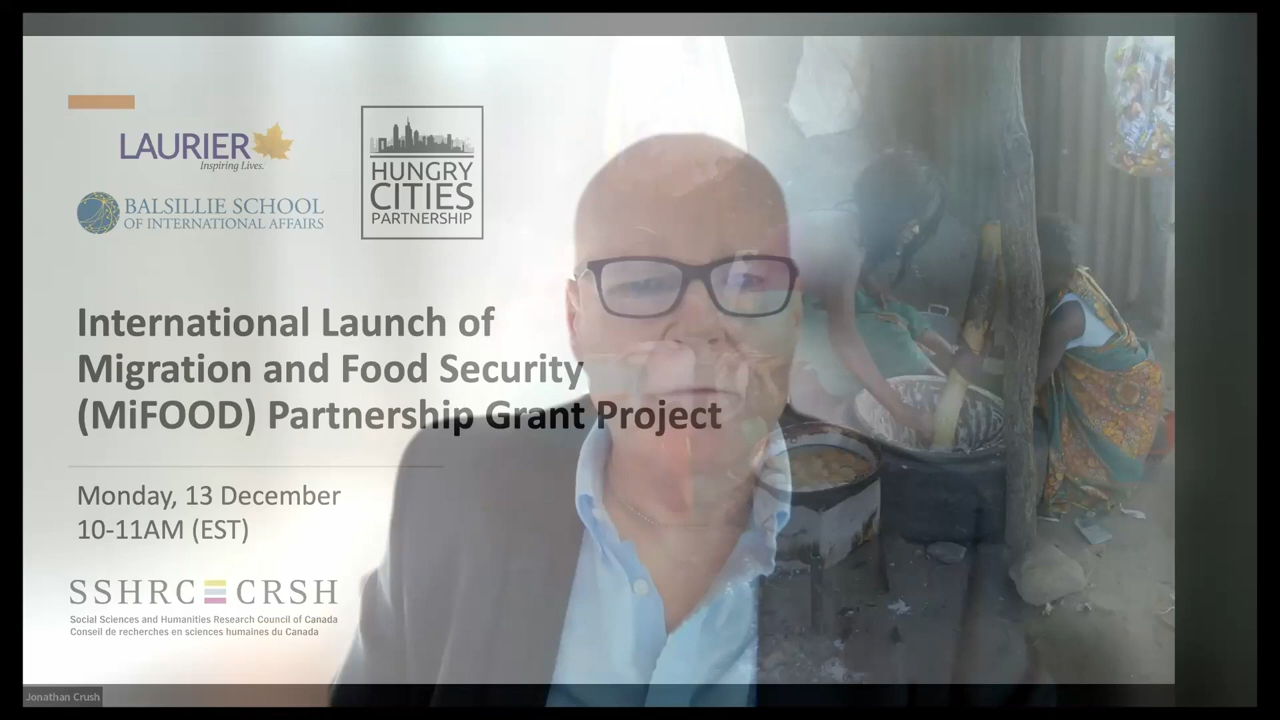 LAURIER
Inspiring Lives.
BALSILLIE SCHOOL
OF INTERNATIONAL AFFAIRS
HUNGRY
CITIES
PARTNERSHIP
International Launch of
Migration and Food Security
(MiFOOD) Partnership Grant Project
Monday, 13 December
10-11AM (EST)
SSHRC CRSH
Social Sciences and Humanities Research Council of Canada
Conseil de recherches en sciences humaines du Canada
Jonathan Crush